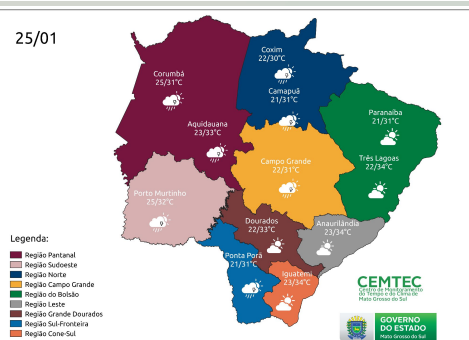 25/01
Coxim
22/30°C
Corumbá
25/31°C
Camapuã
21/31°C
Paranaíba
21/31°C
Aquidauana
23/33°C
Três Lagoas
22/34°C
Campo Grande
22/31°C
Porto Murtinho
25/32°C
Dourados
22/33°C
Anaurilândia
23/34°C
Ponta Porã
21/31°C
Iguatemi
23/34°C
Legenda:
Região Pantanal
Região Sudoeste
Região Norte
Região Campo Grande
Região do Bolsão
Região Leste
Região Grande Dourados
Região Sul-Fronteira
Região Cone-Sul
CEMTEC
Centro de Monitoramento
do Tempo e do Clima de
Mato Grosso do Sul
GOVERNO
DO ESTADO
Mato Grosso do Sul